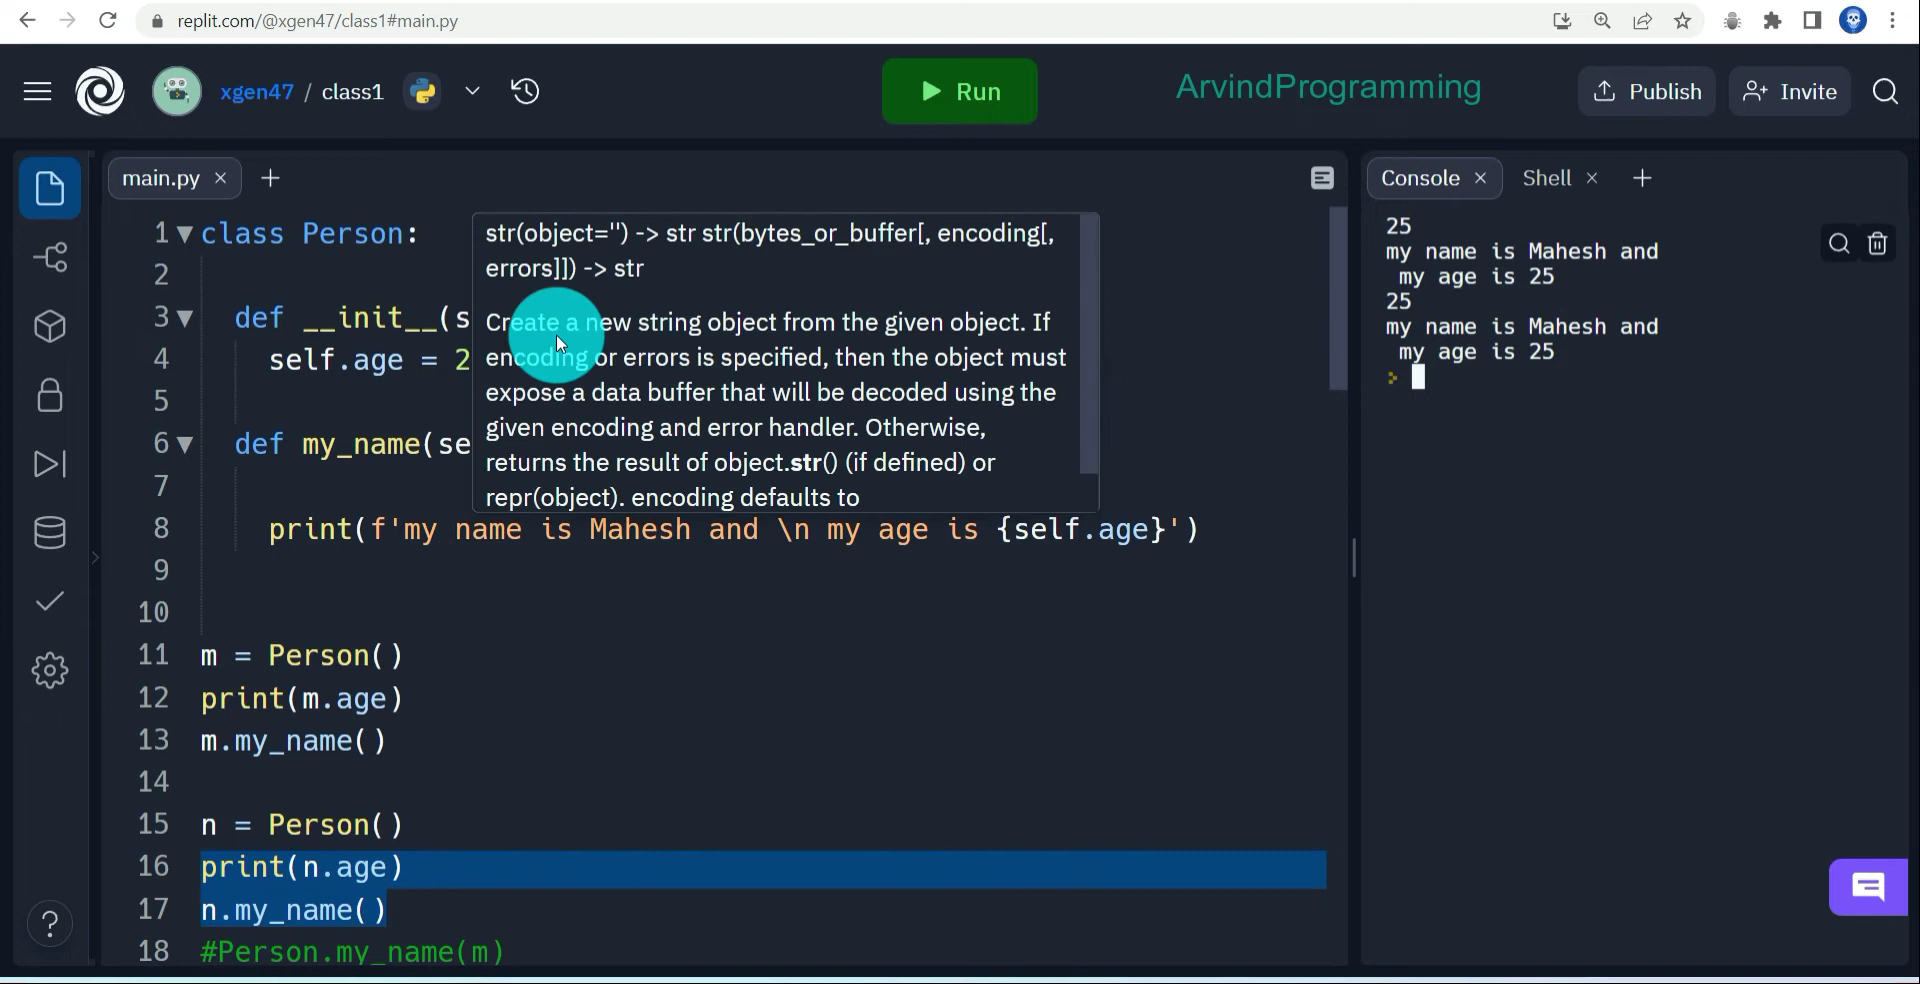 replit.com/@xgen47/class1#main.py
xgen47 / class1
Run
ArvindProgramming
Publish
Invite
main.py
Console
Shell
1 class Person:
2
3 def __init__(s
4 self.age = 2
5
6 def my_name(se
7
8 print(f'my name is Mahesh and \n my age is {self.age}')
9
10
11 m = Person()
12 print(m.age)
13 m.my_name()
14
15 n = Person()
16 print(n.age)
17 n.my_name()
18 #Person.my_name(m)
str(object='') -> str str(bytes_or_buffer[, encoding[,
errors]]) -> str
Create a new string object from the given object. If
encoding or errors is specified, then the object must
expose a data buffer that will be decoded using the
given encoding and error handler. Otherwise,
returns the result of object.str() (if defined) or
repr(object). encoding defaults to
25
my name is Mahesh and
my age is 25
25
my name is Mahesh and
my age is 25
?